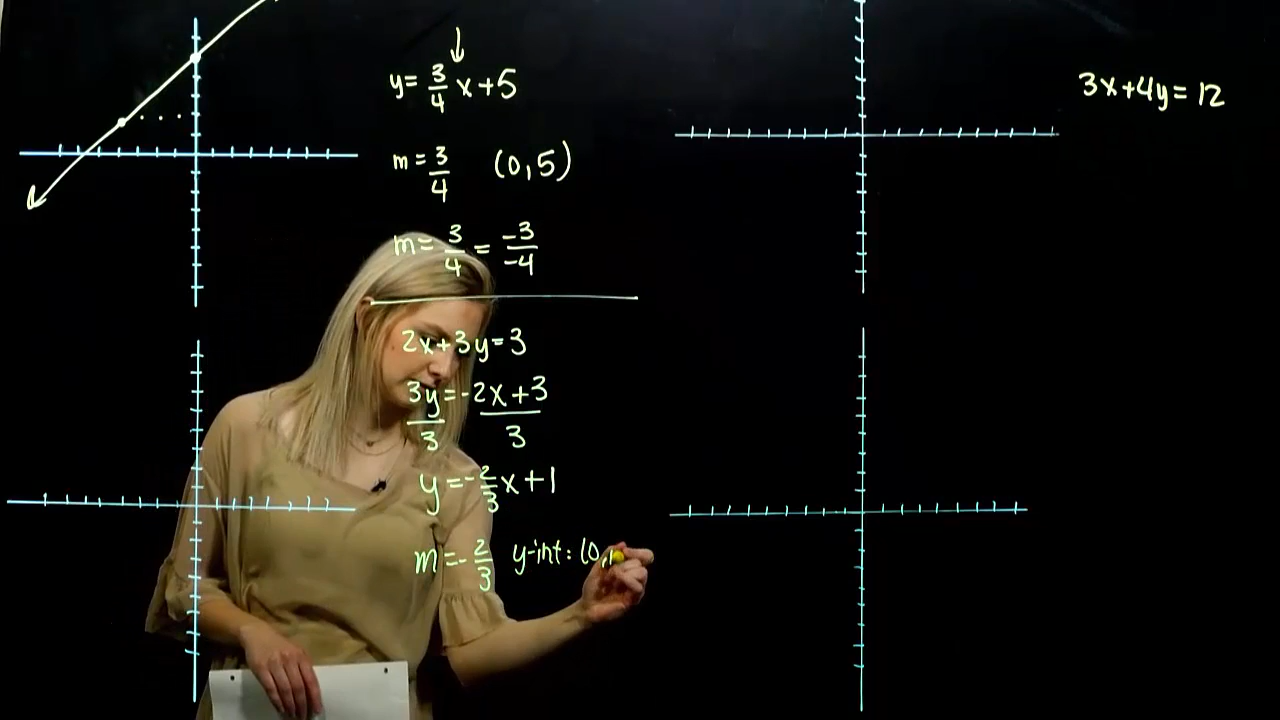 y = 3/4 x + 5
m = 3/4 (0, 5)
m = 3/4 = -3/-4
2x + 3y = 3
3y/3 = -2x + 3/3
y = -2/3 x + 1
m = -2/3 y-int: (0, 1
3x + 4y = 12